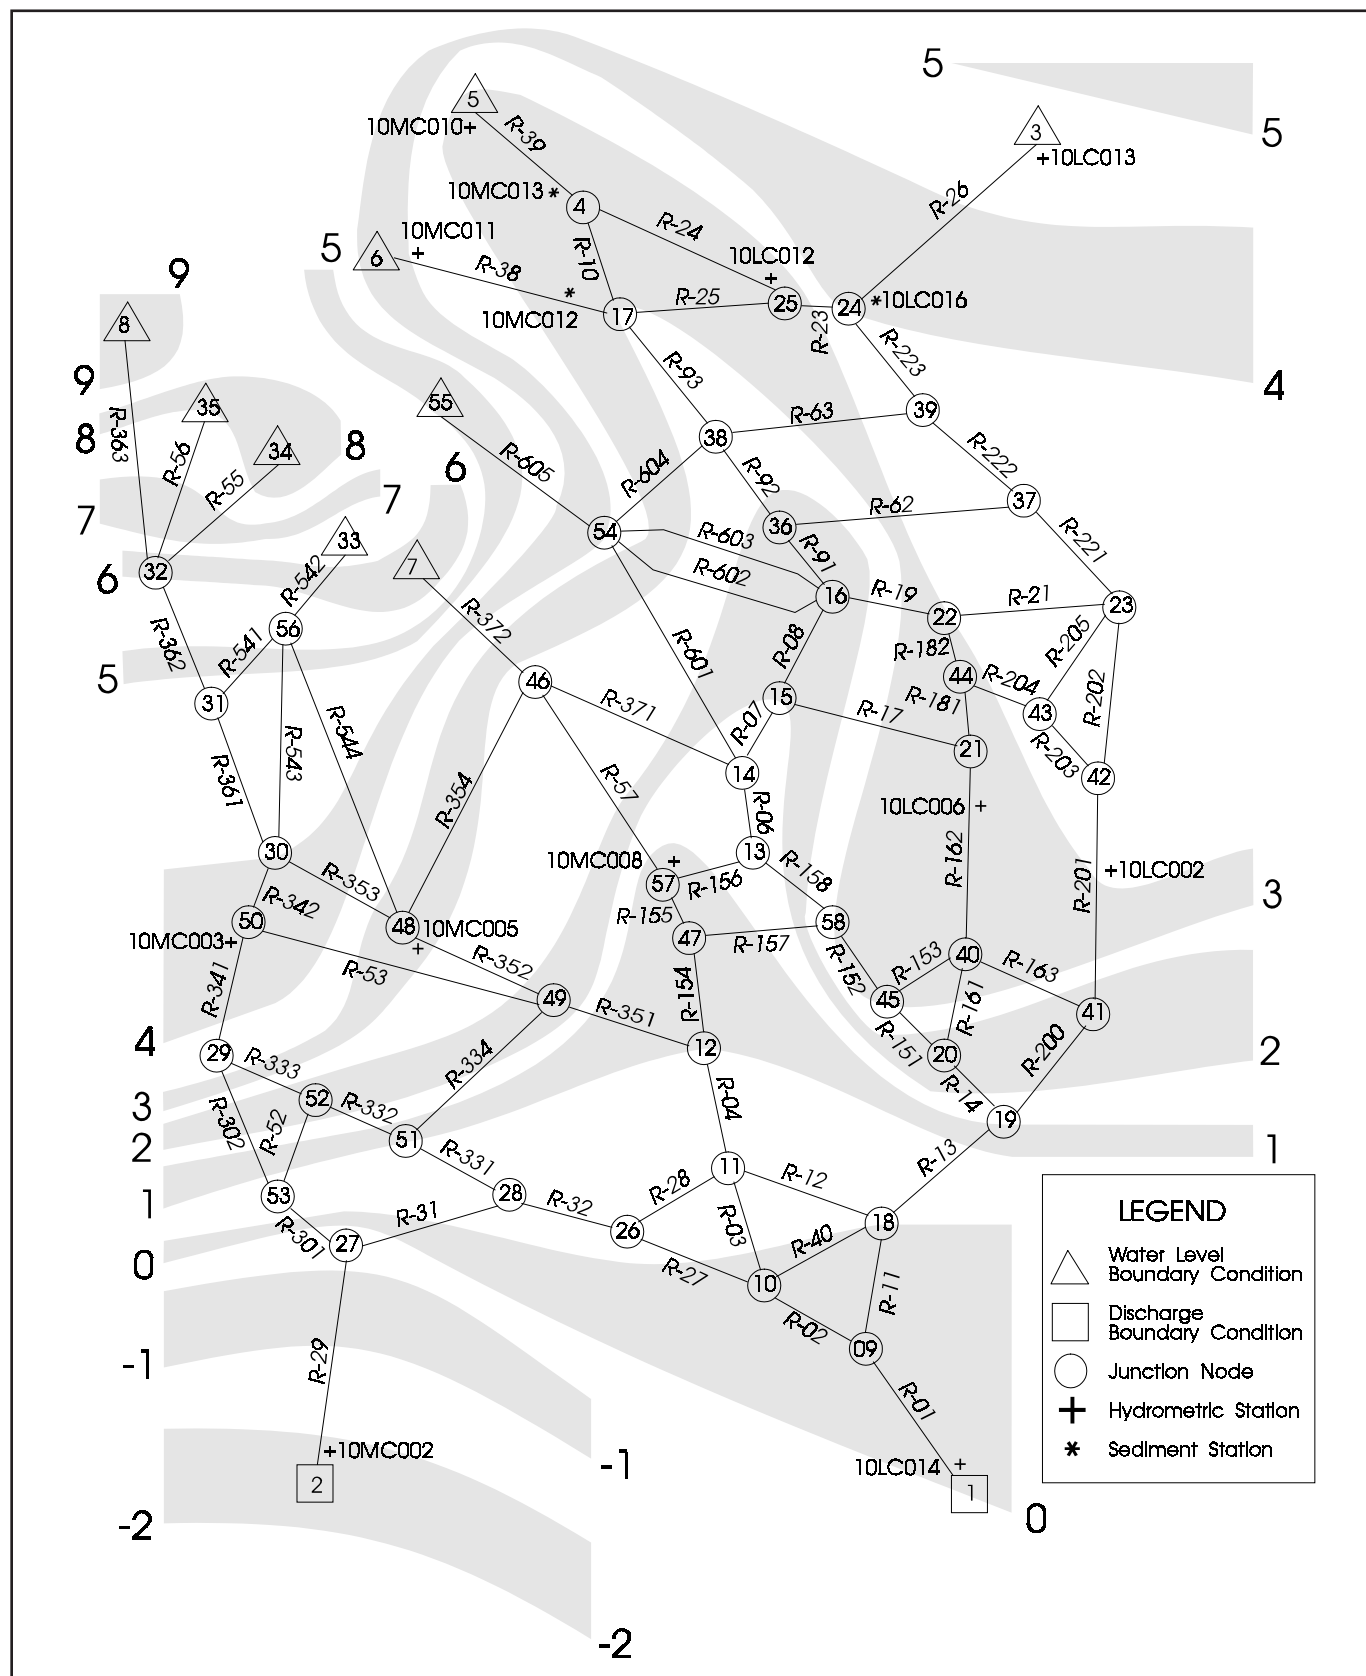 5
5
5
3
10MC010+
R-39
+10LC013
10MC013 *
R-26
4
R-24
10MC011
+
10LC012
+
5
6
R-10
R-38
9
*
10MC012
R-25
25
24
*10LC016
17
8
R-23
R-223
R-93
9
4
35
55
R-63
39
R-363
8
34
8
38
R-56
R-604
R-605
6
R-92
R-222
R-55
7
37
R-62
7
36
54
R-603
33
R-91
R-221
R-542
7
R-602
32
6
16
R-19
R-21
23
22
56
R-372
R-205
R-08
R-182
R-541
R-362
R-601
44
R-204
5
46
R-202
15
R-181
31
R-371
R-07
R-17
43
R-544
21
R-203
R-543
14
42
R-57
R-361
R-354
R-06
10LC006 +
R-162
30
10MC008
+
13
R-158
+10LC002
R-353
57
R-156
R-201
3
R-342
50
R-155
58
48
10MC005
+
10MC003+
47
R-157
R-153
40
R-53
R-352
R-152
R-163
R-154
R-341
49
45
R-161
R-351
41
4
12
R-151
R-200
29
R-333
20
2
R-334
R-14
52
3
R-332
R-04
R-302
R-52
19
2
51
R-13
1
R-331
11
R-12
1
53
28
R-28
LEGEND
R-32
R-31
R-03
18
26
R-301
R-40
27
0
Water Level
Boundary Condition
R-27
10
R-11
Discharge
Boundary Condition
R-02
09
-1
R-29
Junction Node
R-01
Hydrometric Station
+10MC002
10LC014 +
* Sediment Station
-1
2
1
-2
0
-2